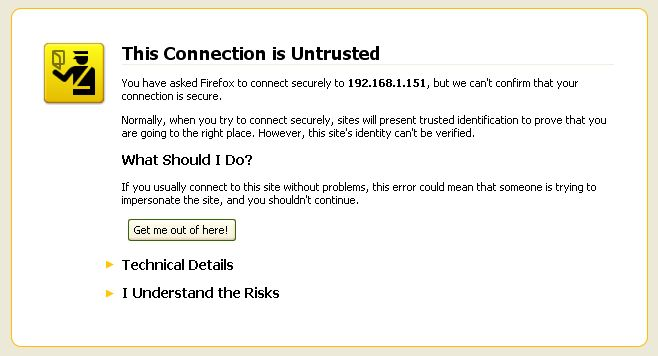 This Connection is Untrusted
You have asked Firefox to connect securely to 192.168.1.151, but we can't confirm that your
connection is secure.
Normally, when you try to connect securely, sites will present trusted identification to prove that you
are going to the right place. However, this site's identity can't be verified.
What Should I Do?
If you usually connect to this site without problems, this error could mean that someone is trying to
impersonate the site, and you shouldn't continue.
Get me out of here!
Technical Details
I Understand the Risks